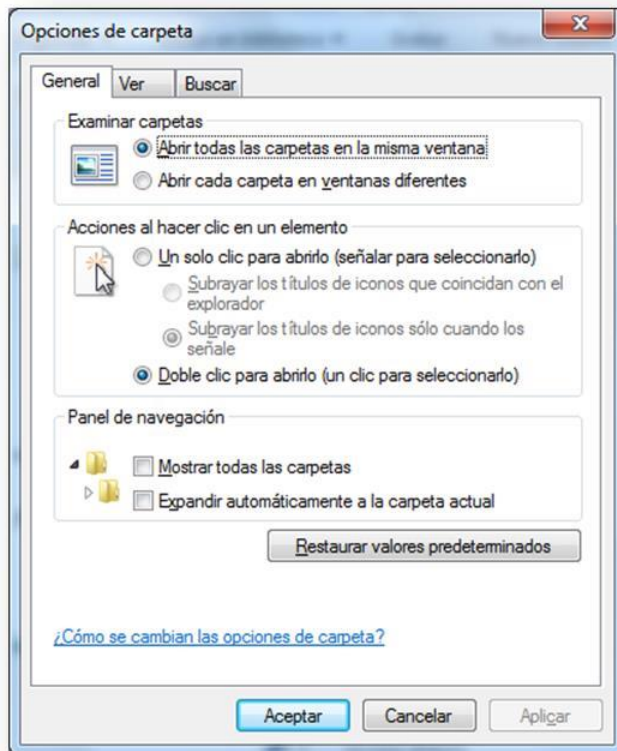 Opciones de carpeta
General
Ver
Buscar
Examinar carpetas
Abrir todas las carpetas en la misma ventana
Abrir cada carpeta en ventanas diferentes
Acciones al hacer clic en un elemento
Un solo clic para abrirlo (señalar para seleccionarlo)
Subrayar los títulos de iconos que coincidan con el
explorador
Subrayar los títulos de iconos sólo cuando los
señale
Doble clic para abrirlo (un clic para seleccionarlo)
Panel de navegación
Mostrar todas las carpetas
Expandir automáticamente a la carpeta actual
Restaurar valores predeterminados
¿Cómo se cambian las opciones de carpeta?
Aceptar
Cancelar
Aplicar